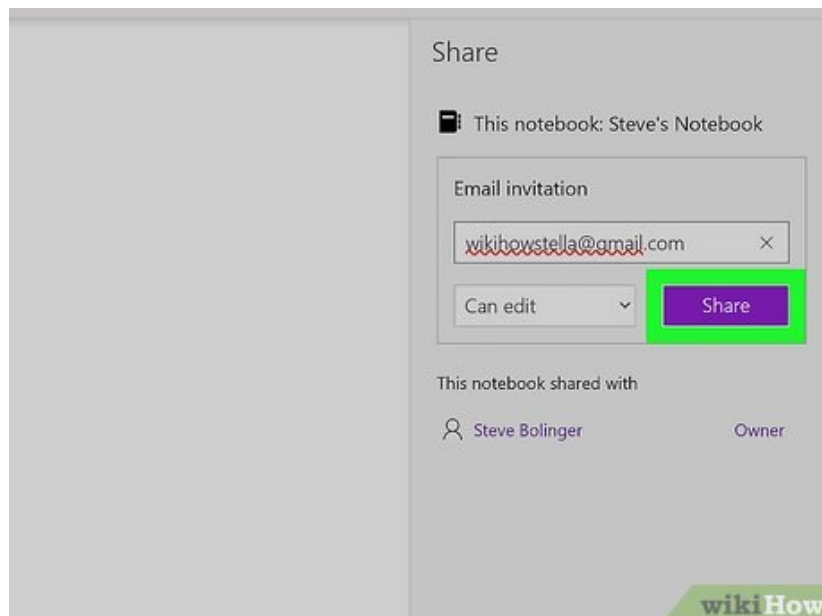 Share
This notebook: Steve's Notebook
Email invitation
wikihowstella@gmail.com
Can edit Share
This notebook shared with
Steve Bolinger Owner
wikiHow